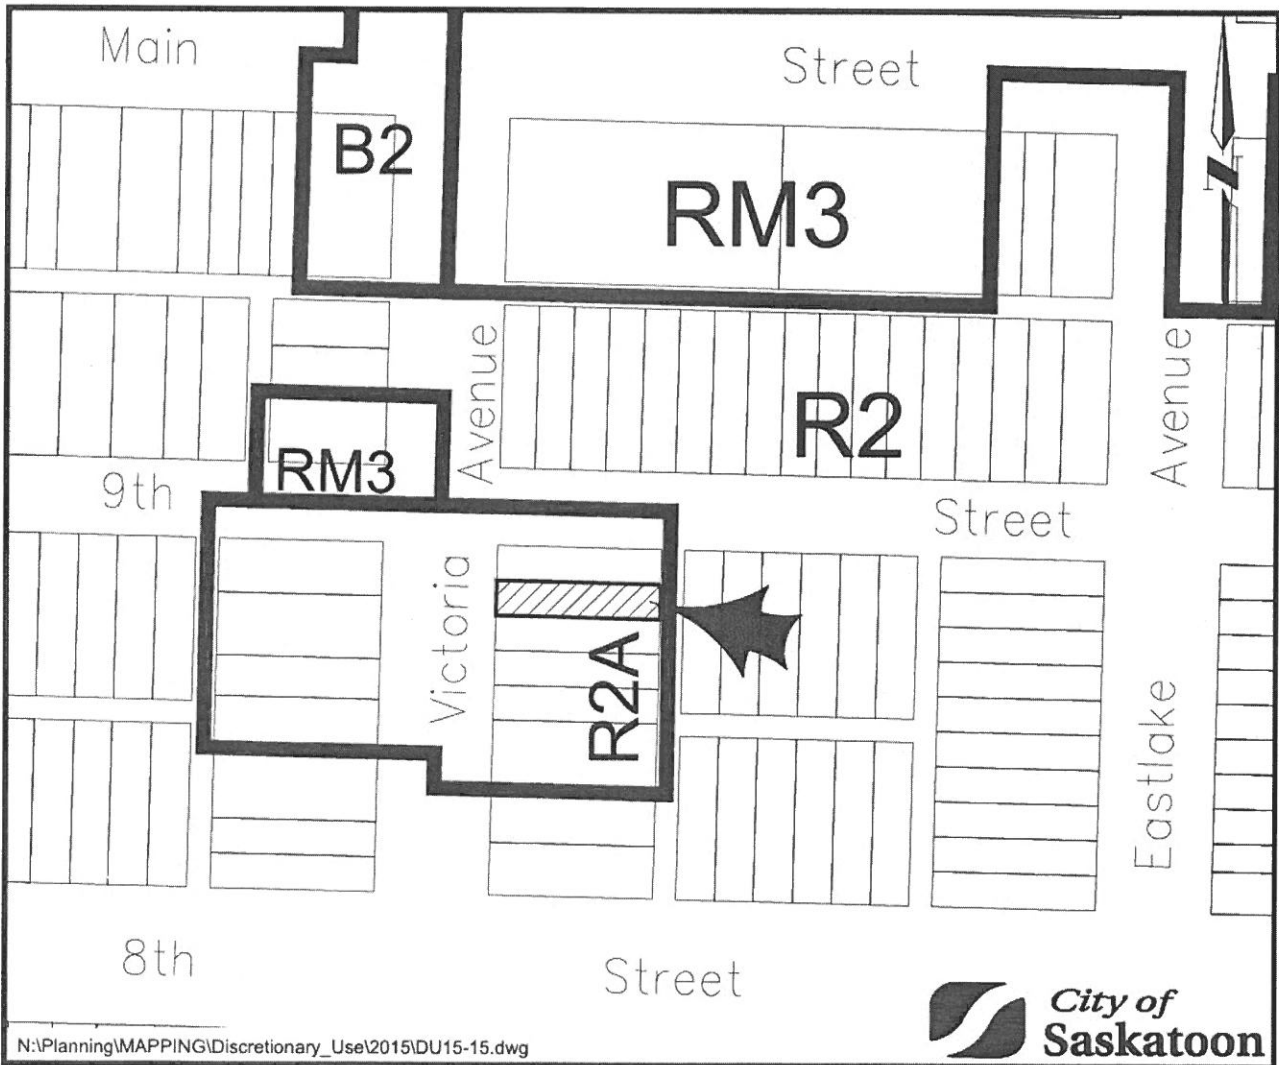 Main
Street
B2
RM3
N
Avenue
R2
Avenue
RM3
9th
Street
Victoria
R2A
Eastlake
8th
Street
City of
Saskatoon
N:\Planning\MAPPING\Discretionary_Use\2015\DU15-15.dwg